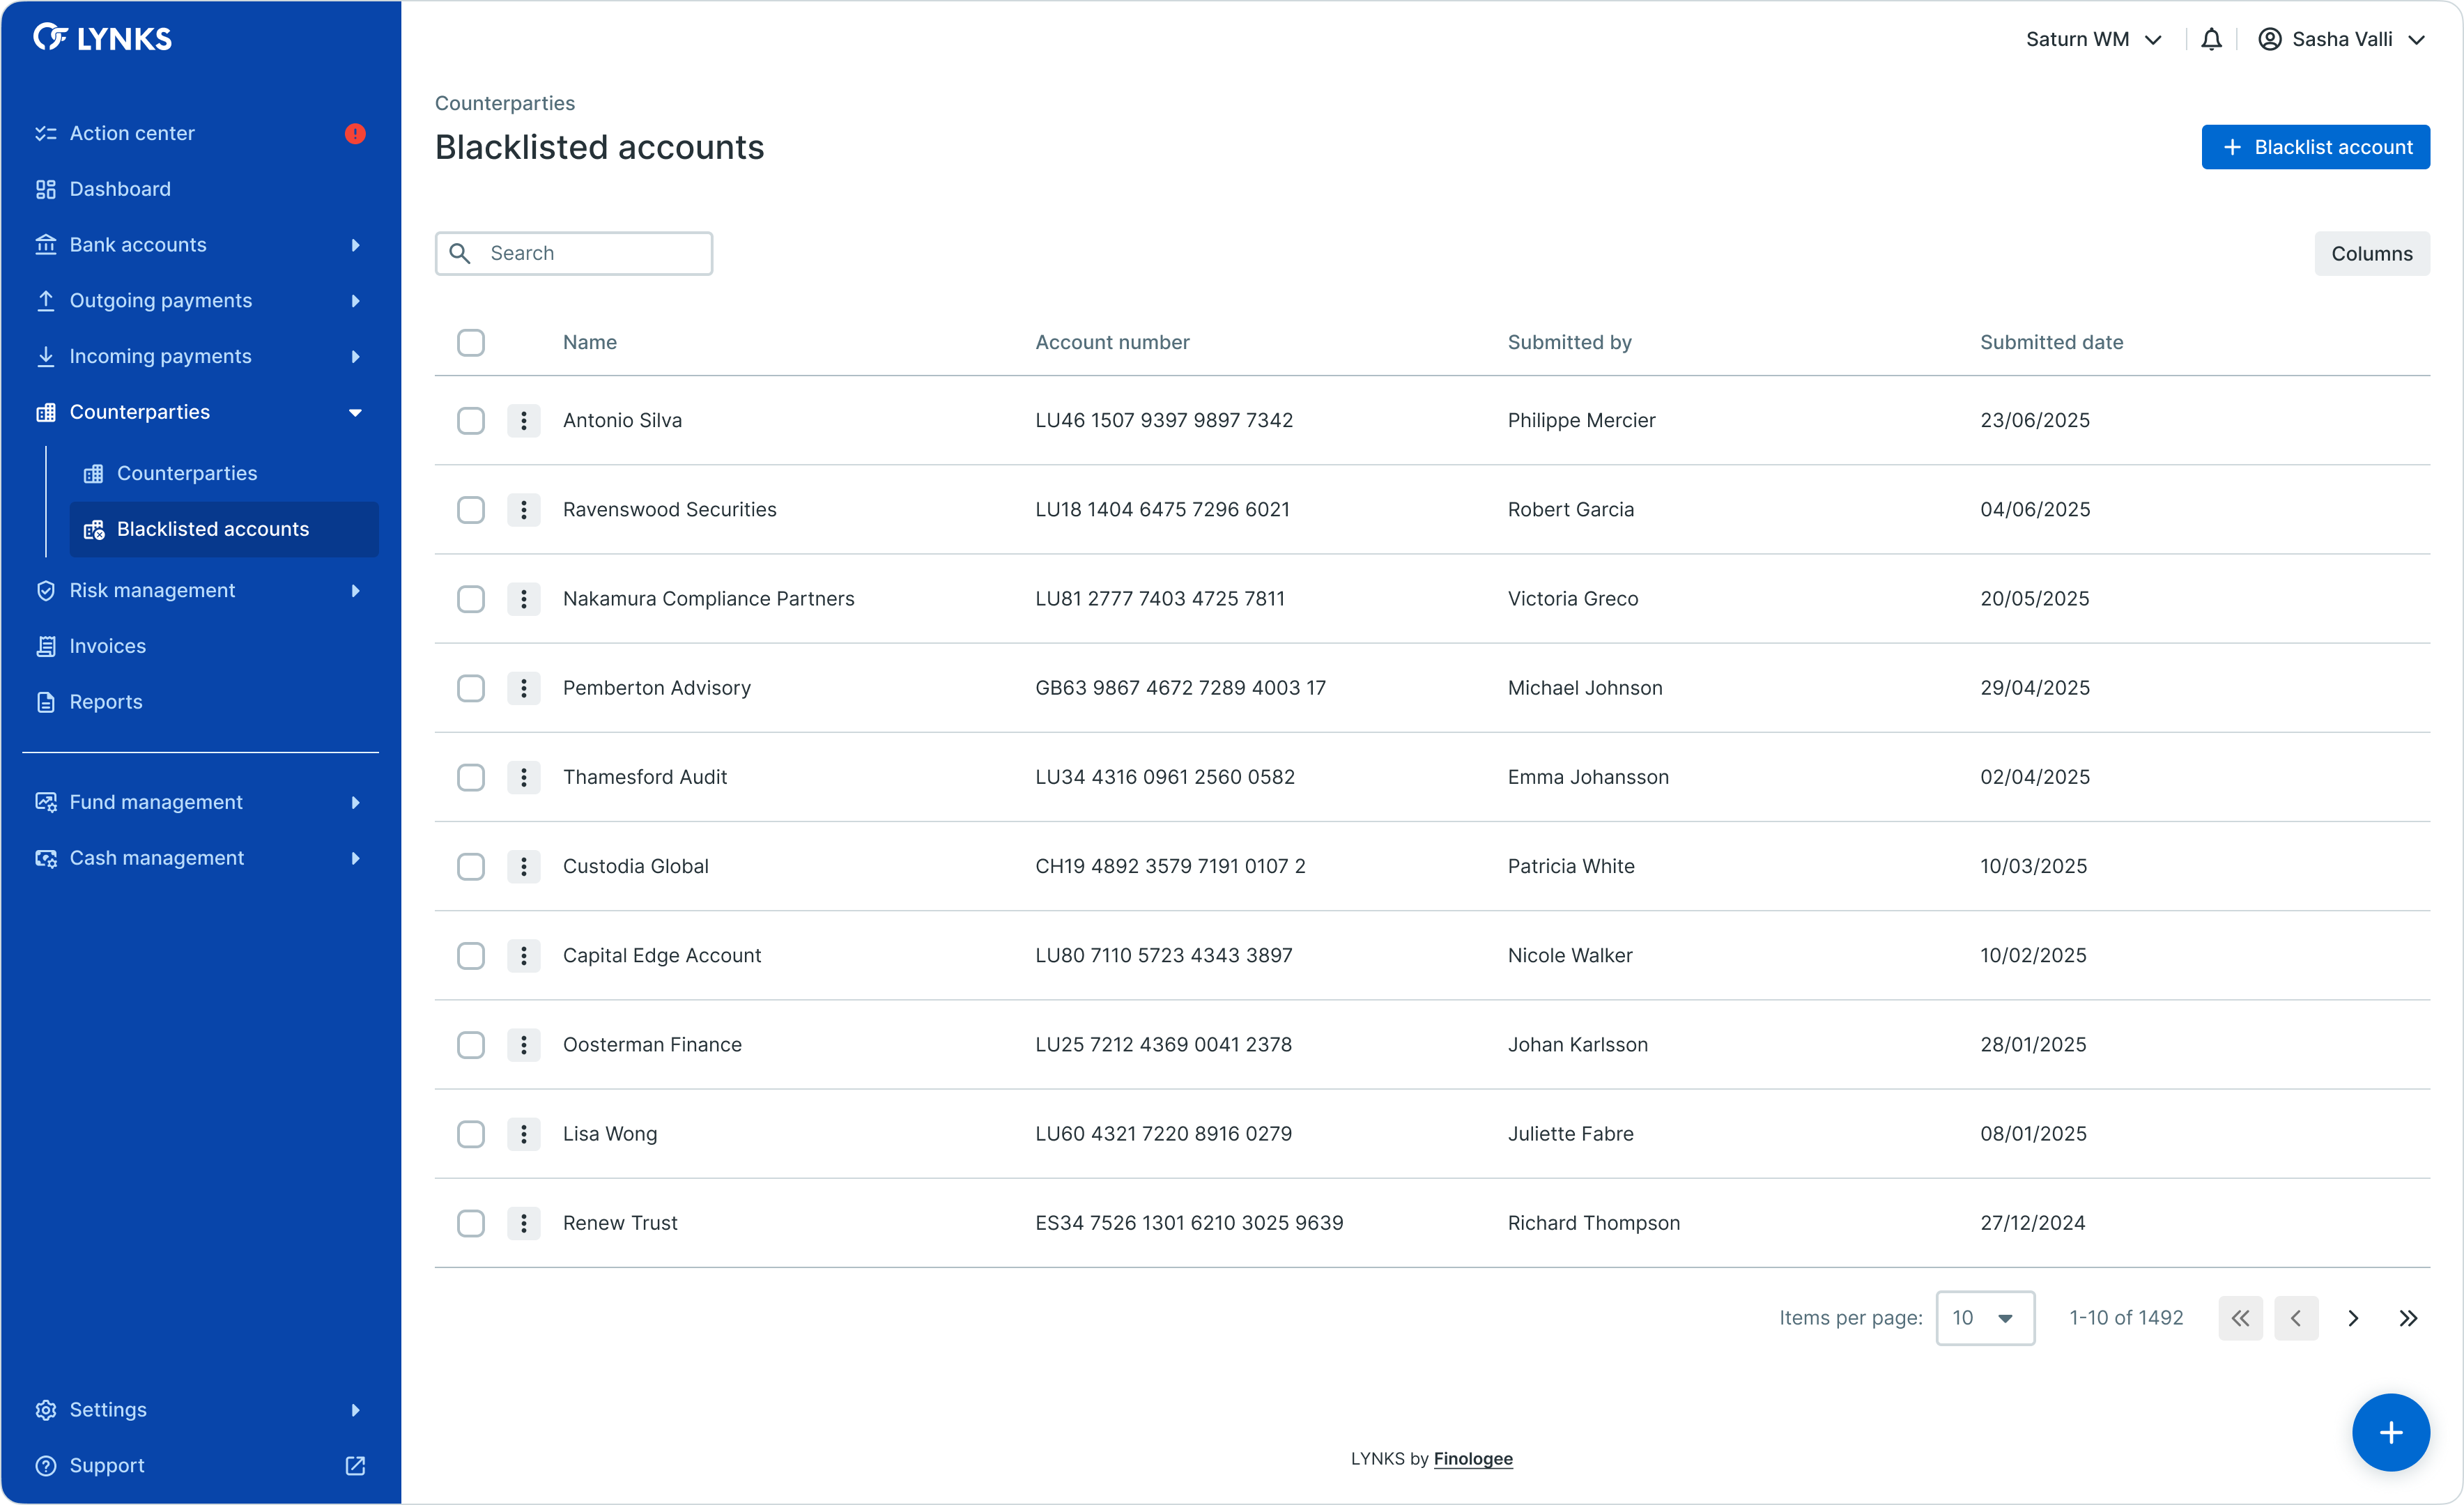 LYNKS
Saturn WM
Sasha Valli
Action center
Dashboard
Bank accounts
Outgoing payments
Incoming payments
Counterparties
Counterparties
Blacklisted accounts
Risk management
Invoices
Reports
Fund management
Cash management
Settings
Support
Counterparties
Blacklisted accounts
+ Blacklist account
Search
Columns
Name Account number Submitted by Submitted date
Antonio Silva LU46 1507 9397 9897 7342 Philippe Mercier 23/06/2025
Ravenswood Securities LU18 1404 6475 7296 6021 Robert Garcia 04/06/2025
Nakamura Compliance Partners LU81 2777 7403 4725 7811 Victoria Greco 20/05/2025
Pemberton Advisory GB63 9867 4672 7289 4003 17 Michael Johnson 29/04/2025
Thamesford Audit LU34 4316 0961 2560 0582 Emma Johansson 02/04/2025
Custodia Global CH19 4892 3579 7191 0107 2 Patricia White 10/03/2025
Capital Edge Account LU80 7110 5723 4343 3897 Nicole Walker 10/02/2025
Oosterman Finance LU25 7212 4369 0041 2378 Johan Karlsson 28/01/2025
Lisa Wong LU60 4321 7220 8916 0279 Juliette Fabre 08/01/2025
Renew Trust ES34 7526 1301 6210 3025 9639 Richard Thompson 27/12/2024
Items per page: 10 1-10 of 1492
LYNKS by Finologee